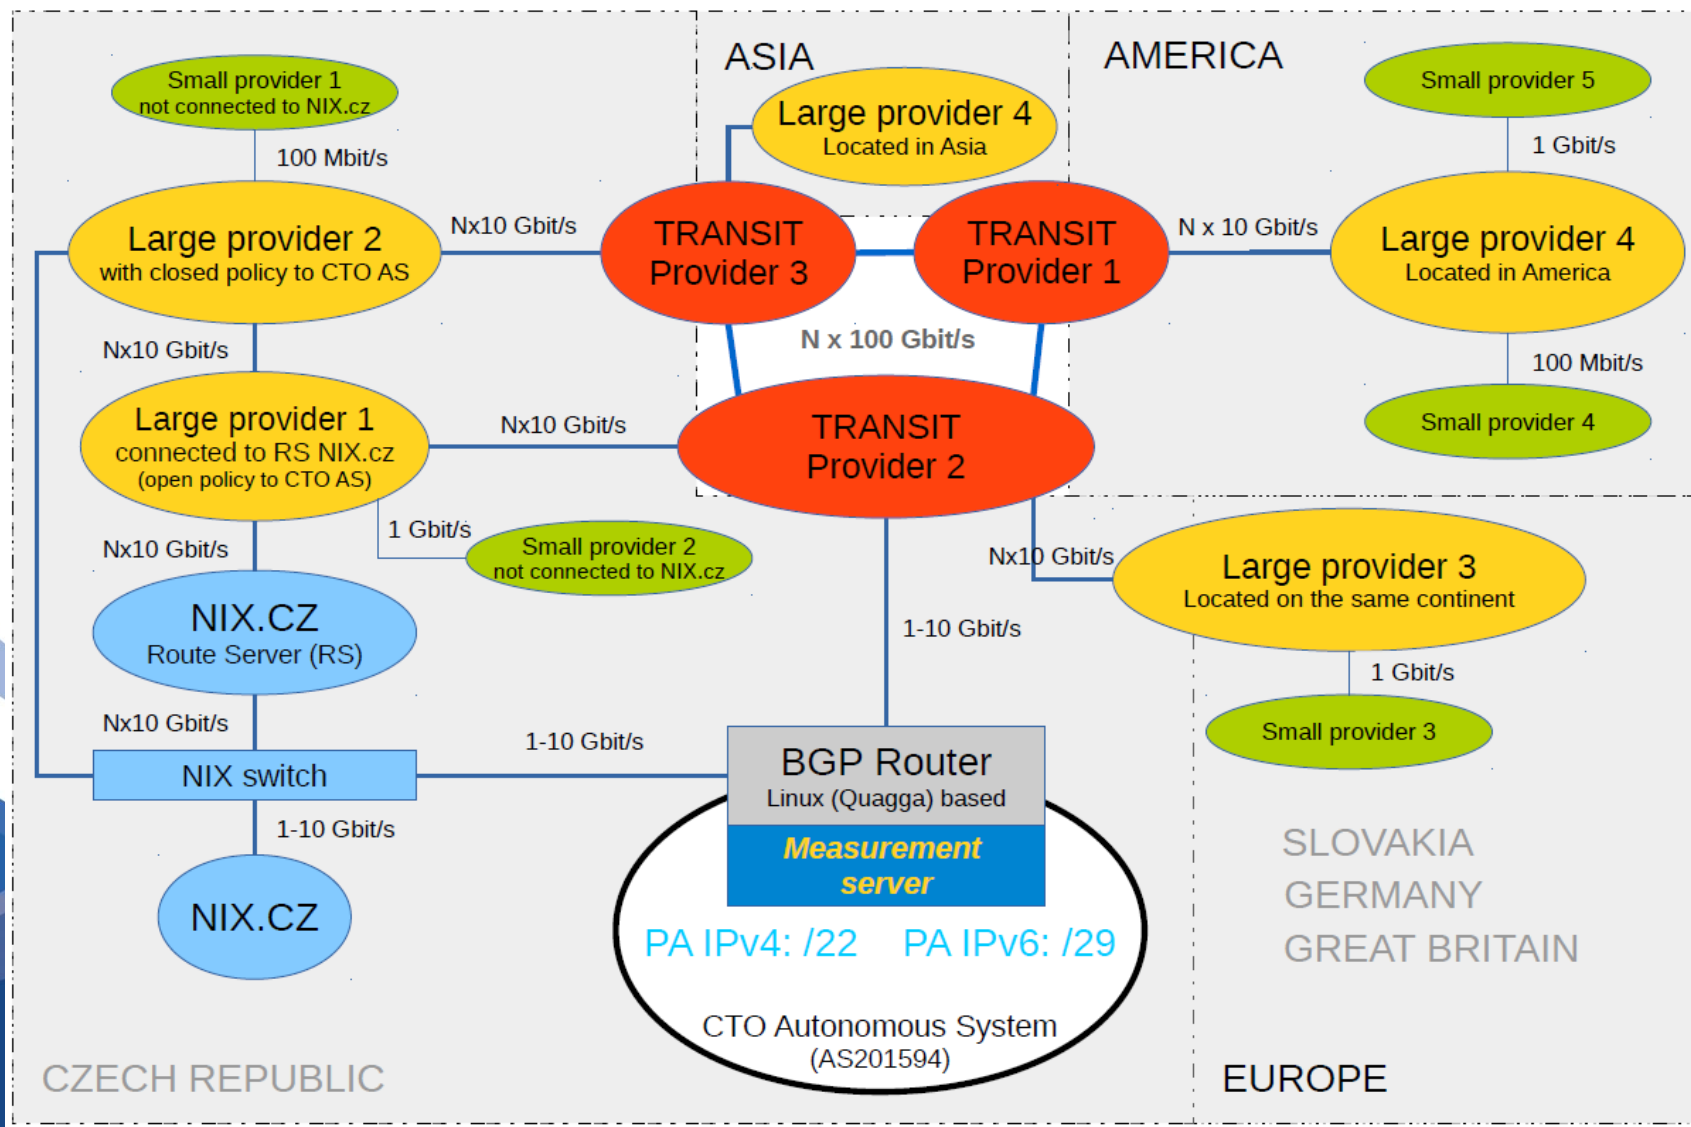 ASIA
AMERICA
Small provider 1
not connected to NIX.cz
Large provider 4
Located in Asia
Small provider 5
100 Mbit/s
1 Gbit/s
Large provider 2
with closed policy to CTO AS
Nx10 Gbit/s
TRANSIT
Provider 3
TRANSIT
Provider 1
N x 10 Gbit/s
Large provider 4
Located in America
N x 100 Gbit/s
Nx10 Gbit/s
100 Mbit/s
Large provider 1
connected to RS NIX.cz
(open policy to CTO AS)
Nx10 Gbit/s
TRANSIT
Provider 2
Small provider 4
1 Gbit/s
Small provider 2
not connected to NIX.cz
Nx10 Gbit/s
Nx10 Gbit/s
Large provider 3
Located on the same continent
NIX.CZ
Route Server (RS)
1-10 Gbit/s
1 Gbit/s
Small provider 3
Nx10 Gbit/s
NIX switch
1-10 Gbit/s
BGP Router
Linux (Quagga) based
Measurement
server
1-10 Gbit/s
NIX.CZ
PA IPv4: /22
PA IPv6: /29
CTO Autonomous System
(AS201594)
SLOVAKIA
GERMANY
GREAT BRITAIN
CZECH REPUBLIC
EUROPE